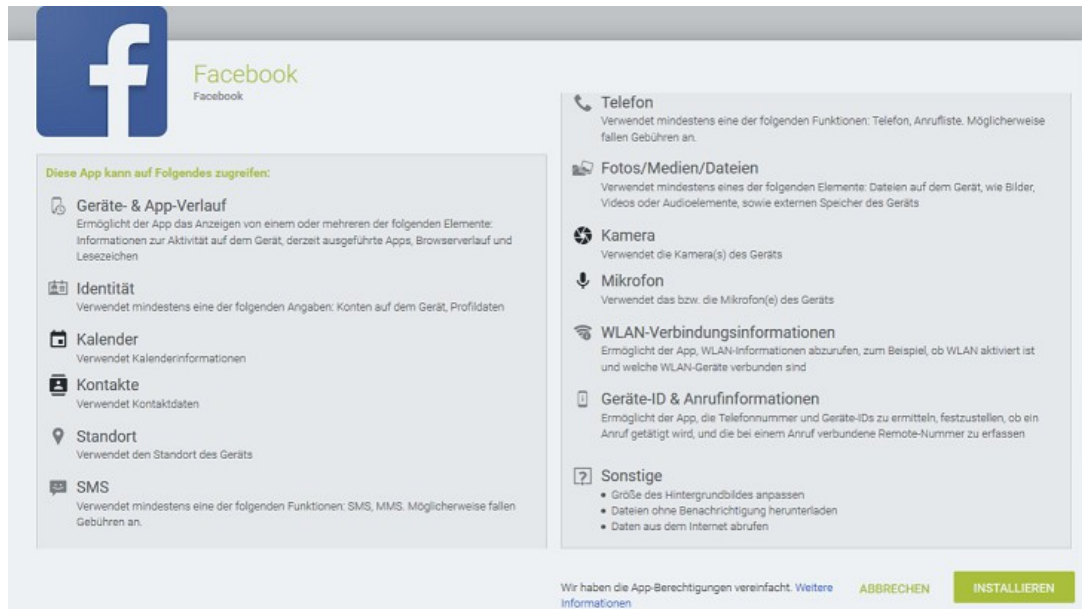 f
Facebook
Facebook
Diese App kann auf Folgendes zugreifen:
Geräte- & App-Verlauf
Ermöglicht der App das Anzeigen von einem oder mehreren der folgenden Elemente:
Informationen zur Aktivität auf dem Gerät, derzeit ausgeführte Apps, Browserverlauf und
Lesezeichen
Identität
Verwendet mindestens eine der folgenden Angaben: Konten auf dem Gerät, Profildaten
Kalender
Verwendet Kalenderinformationen
Kontakte
Verwendet Kontaktdaten
Standort
Verwendet den Standort des Geräts
SMS
Verwendet mindestens eine der folgenden Funktionen: SMS, MMS. Möglicherweise fallen
Gebühren an.
Telefon
Verwendet mindestens eine der folgenden Funktionen: Telefon, Anrufliste. Möglicherweise
fallen Gebühren an.
Fotos/Medien/Dateien
Verwendet mindestens eines der folgenden Elemente: Dateien auf dem Gerät, wie Bilder,
Videos oder Audioelemente, sowie externen Speicher des Geräts
Kamera
Verwendet die Kamera(s) des Geräts
Mikrofon
Verwendet das bzw. die Mikrofon(e) des Geräts
WLAN-Verbindungsinformationen
Ermöglicht der App, WLAN-Informationen abzurufen, zum Beispiel, ob WLAN aktiviert ist
und welche WLAN-Geräte verbunden sind
Geräte-ID & Anrufinformationen
Ermöglicht der App, die Telefonnummer und Geräte-IDs zu ermitteln, festzustellen, ob ein
Anruf getätigt wird, und die bei einem Anruf verbundene Remote-Nummer zu erfassen
Sonstige
• Größe des Hintergrundbildes anpassen
• Dateien ohne Benachrichtigung herunterladen
• Daten aus dem Internet abrufen
Wir haben die App-Berechtigungen vereinfacht. Weitere
Informationen
ABBRECHEN
INSTALLIEREN